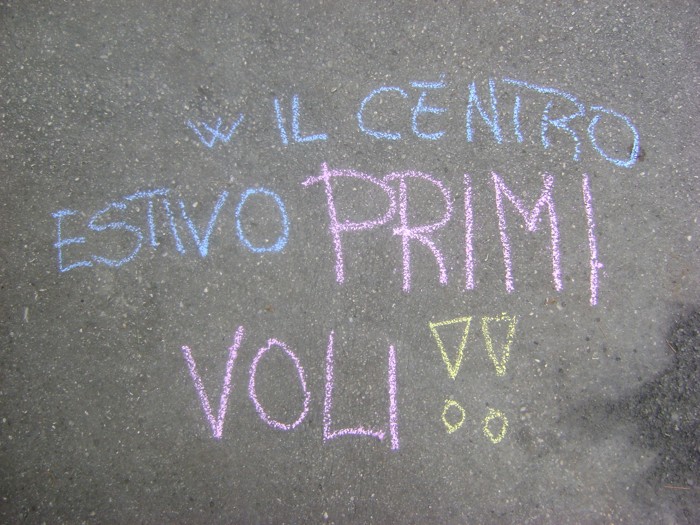 W IL CENTRO
ESTIVO PRIMI
VOLI !!